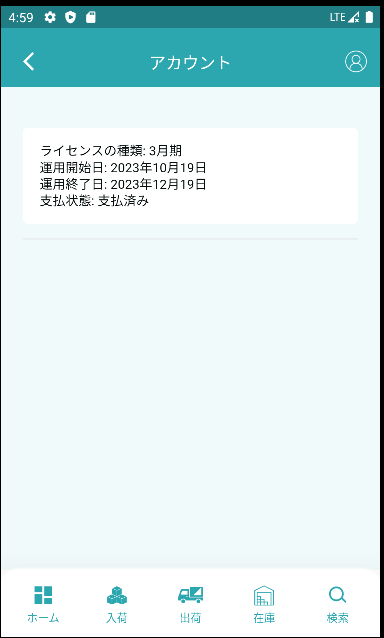 4:59
LTE
アカウント
ライセンスの種類: 3月期
運用開始日: 2023年10月19日
運用終了日: 2023年12月19日
支払状態: 支払済み
ホーム
入荷
出荷
在庫
検索